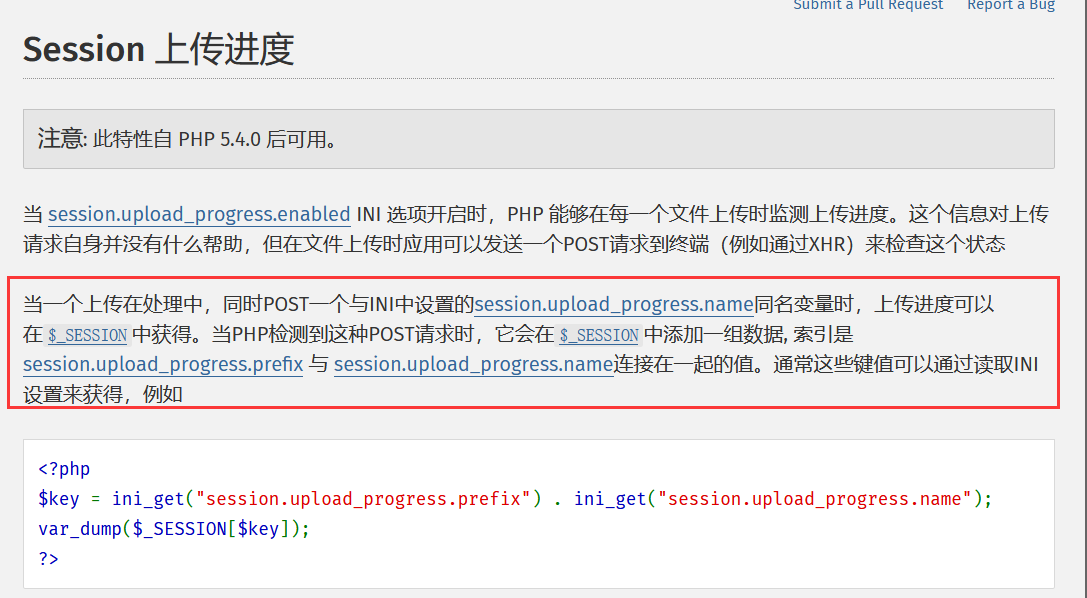 Submit a Pull Request Report a Bug
Session 上传进度
注意: 此特性自 PHP 5.4.0 后可用。
当 session.upload_progress.enabled INI 选项开启时，PHP 能够在每一个文件上传时监测上传进度。这个信息对上传
请求自身并没有什么帮助，但在文件上传时应用可以发送一个POST请求到终端（例如通过XHR）来检查这个状态
当一个上传在处理中，同时POST一个与INI中设置的session.upload_progress.name同名变量时，上传进度可以
在 $_SESSION 中获得。当PHP检测到这种POST请求时，它会在 $_SESSION 中添加一组数据, 索引是
session.upload_progress.prefix 与 session.upload_progress.name连接在一起的值。通常这些键值可以通过读取INI
设置来获得，例如
<?php
$key = ini_get("session.upload_progress.prefix") . ini_get("session.upload_progress.name");
var_dump($_SESSION[$key]);
?>